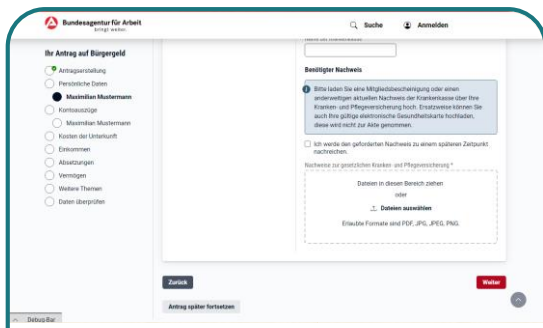 Bundesagentur für Arbeit
bringt weiter.
Suche
Anmelden
Ihr Antrag auf Bürgergeld
Antragserstellung
Persönliche Daten
Maximilian Mustermann
Kontoauszüge
Maximilian Mustermann
Kosten der Unterkunft
Einkommen
Absetzungen
Vermögen
Weitere Themen
Daten überprüfen
Benötigter Nachweis
Bitte laden Sie eine Mitgliedsbescheinigung oder einen
anderweitigen aktuellen Nachweis der Krankenkasse über Ihre
Kranken- und Pflegeversicherung hoch. Ersatzweise können Sie
auch Ihre gültige elektronische Gesundheitskarte hochladen,
diese wird nicht zur Akte genommen.
Ich werde den geforderten Nachweis zu einem späteren Zeitpunkt
nachreichen.
Nachweise zur gesetzlichen Kranken- und Pflegeversicherung *
Dateien in diesen Bereich ziehen
oder
Dateien auswählen
Erlaubte Formate sind PDF, JPG, JPEG, PNG.
Zurück
Weiter
Antrag später fortsetzen
Debug-Bar